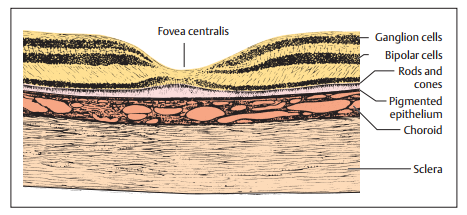 Fovea centralis
Ganglion cells
Bipolar cells
Rods and
cones
Pigmented
epithelium
Choroid
Sclera